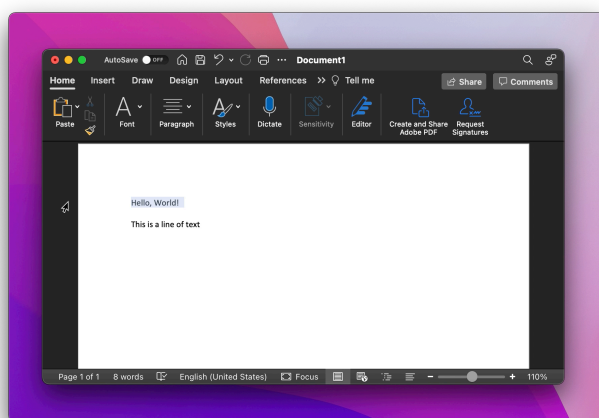 AutoSave OFF ... Document1
Home Insert Draw Design Layout References >> Tell me Share Comments
Paste Font Paragraph Styles Dictate Sensitivity Editor Create and Share Adobe PDF Request Signatures
Hello, World!
This is a line of text
Page 1 of 1 8 words English (United States) Focus 110%